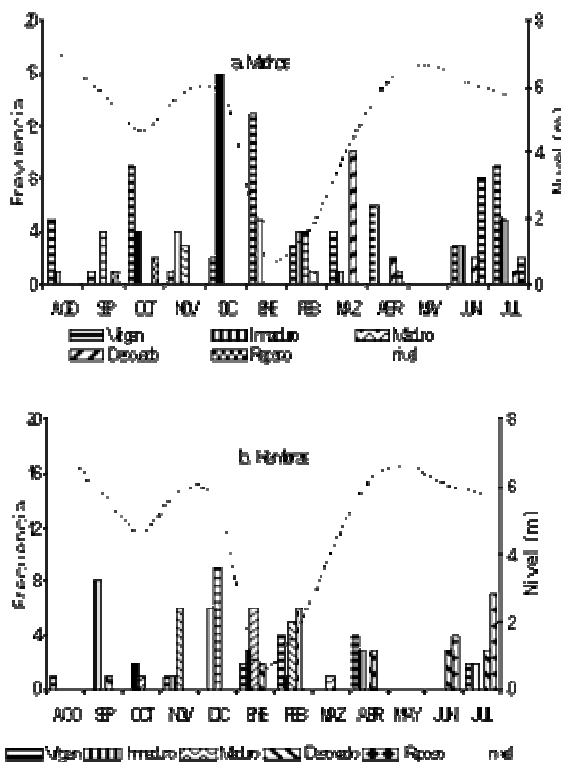 a. Machos
Frecuencia
Nivel (m)
20
16
12
8
4
0
8
6
4
2
0
AGO SEP OCT NOV DIC ENE FEB MAZ ABR MAY JUN JUL
Virgen Inmaduro Maduro
Desovado Reposo nivel
b. Hembras
Frecuencia
Nivel (m)
20
16
12
8
4
0
8
6
4
2
0
AGO SEP OCT NOV DIC ENE FEB MAZ ABR MAY JUN JUL
Virgen Inmaduro Maduro Desovado Reposo nivel